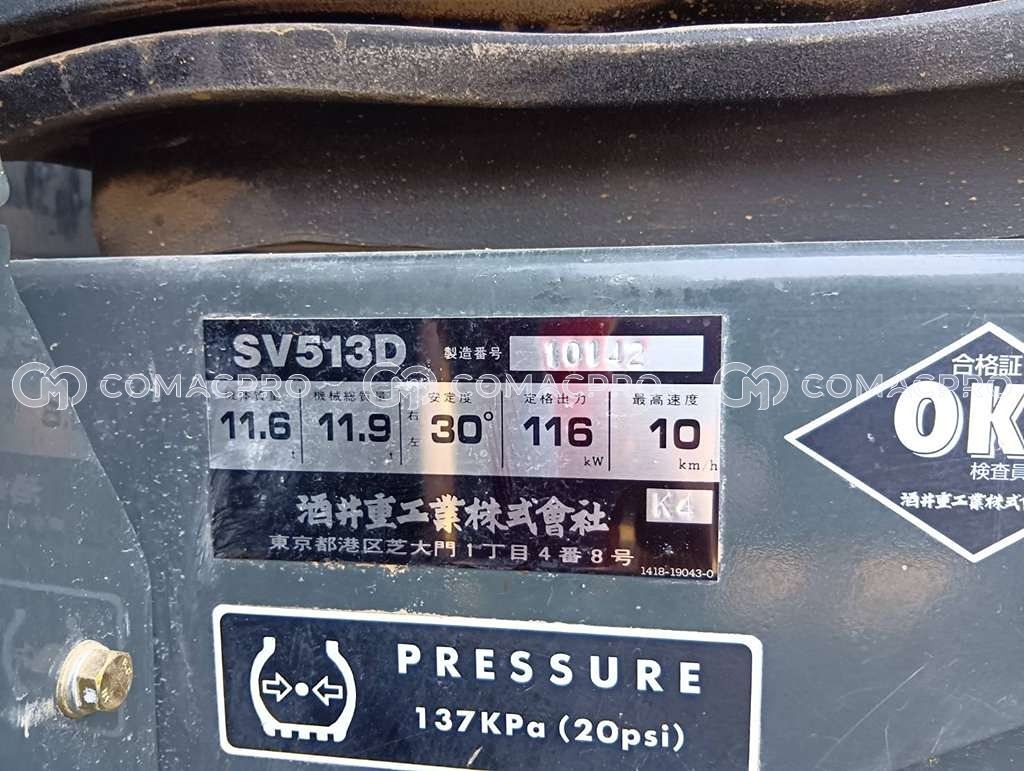 SV513D 製造番号 10142
COMACPRO COMACPRO COMACPRO
機械質量 機械総質量 安定度 定格出力 最高速度
11.6 t 11.9 t 右 左 30° 116 kW 10 km/h
酒井重工業株式會社 K4
東京都港区芝大門1丁目4番8号
1418-19043-0
合格証
OK
検査員
酒井重工業株式
PRESSURE
137KPa (20psi)